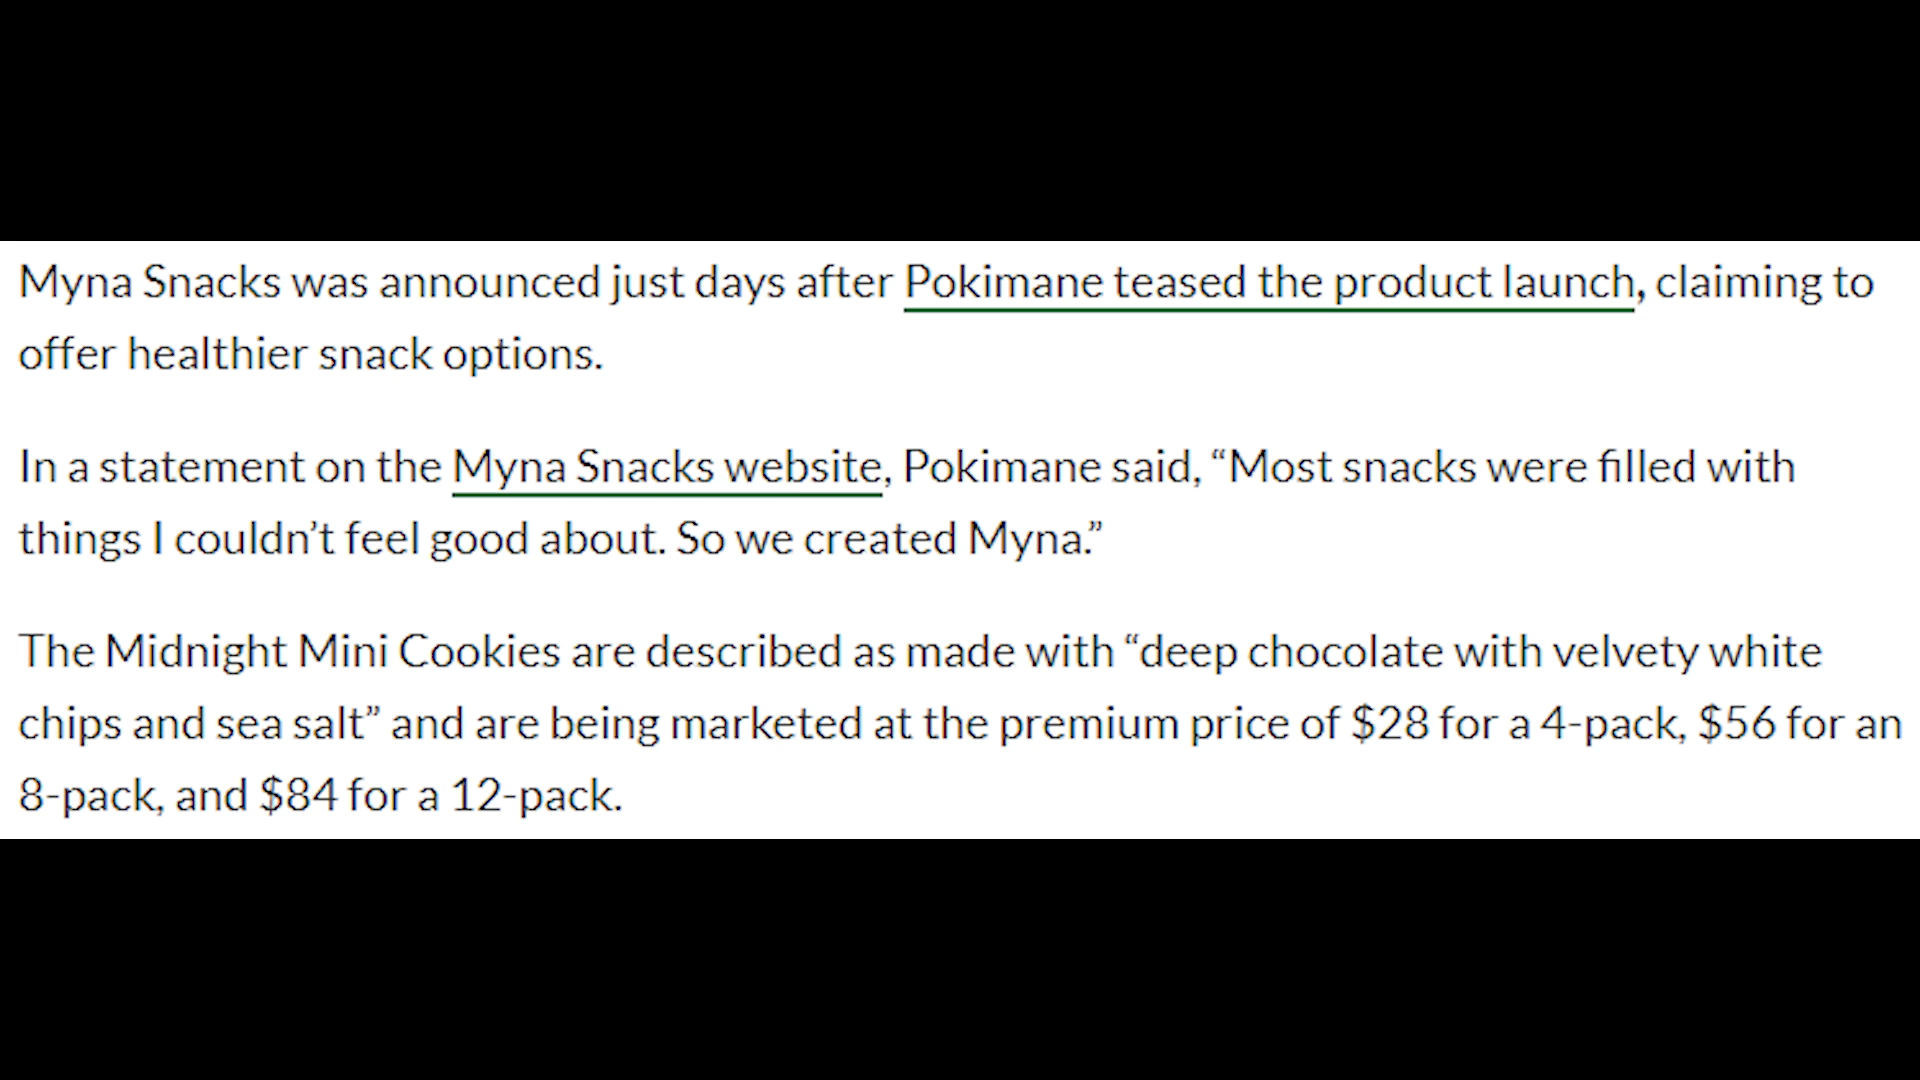 Myna Snacks was announced just days after Pokimane teased the product launch, claiming to
offer healthier snack options.
In a statement on the Myna Snacks website, Pokimane said, “Most snacks were filled with
things I couldn’t feel good about. So we created Myna.”
The Midnight Mini Cookies are described as made with “deep chocolate with velvety white
chips and sea salt” and are being marketed at the premium price of $28 for a 4-pack, $56 for an
8-pack, and $84 for a 12-pack.